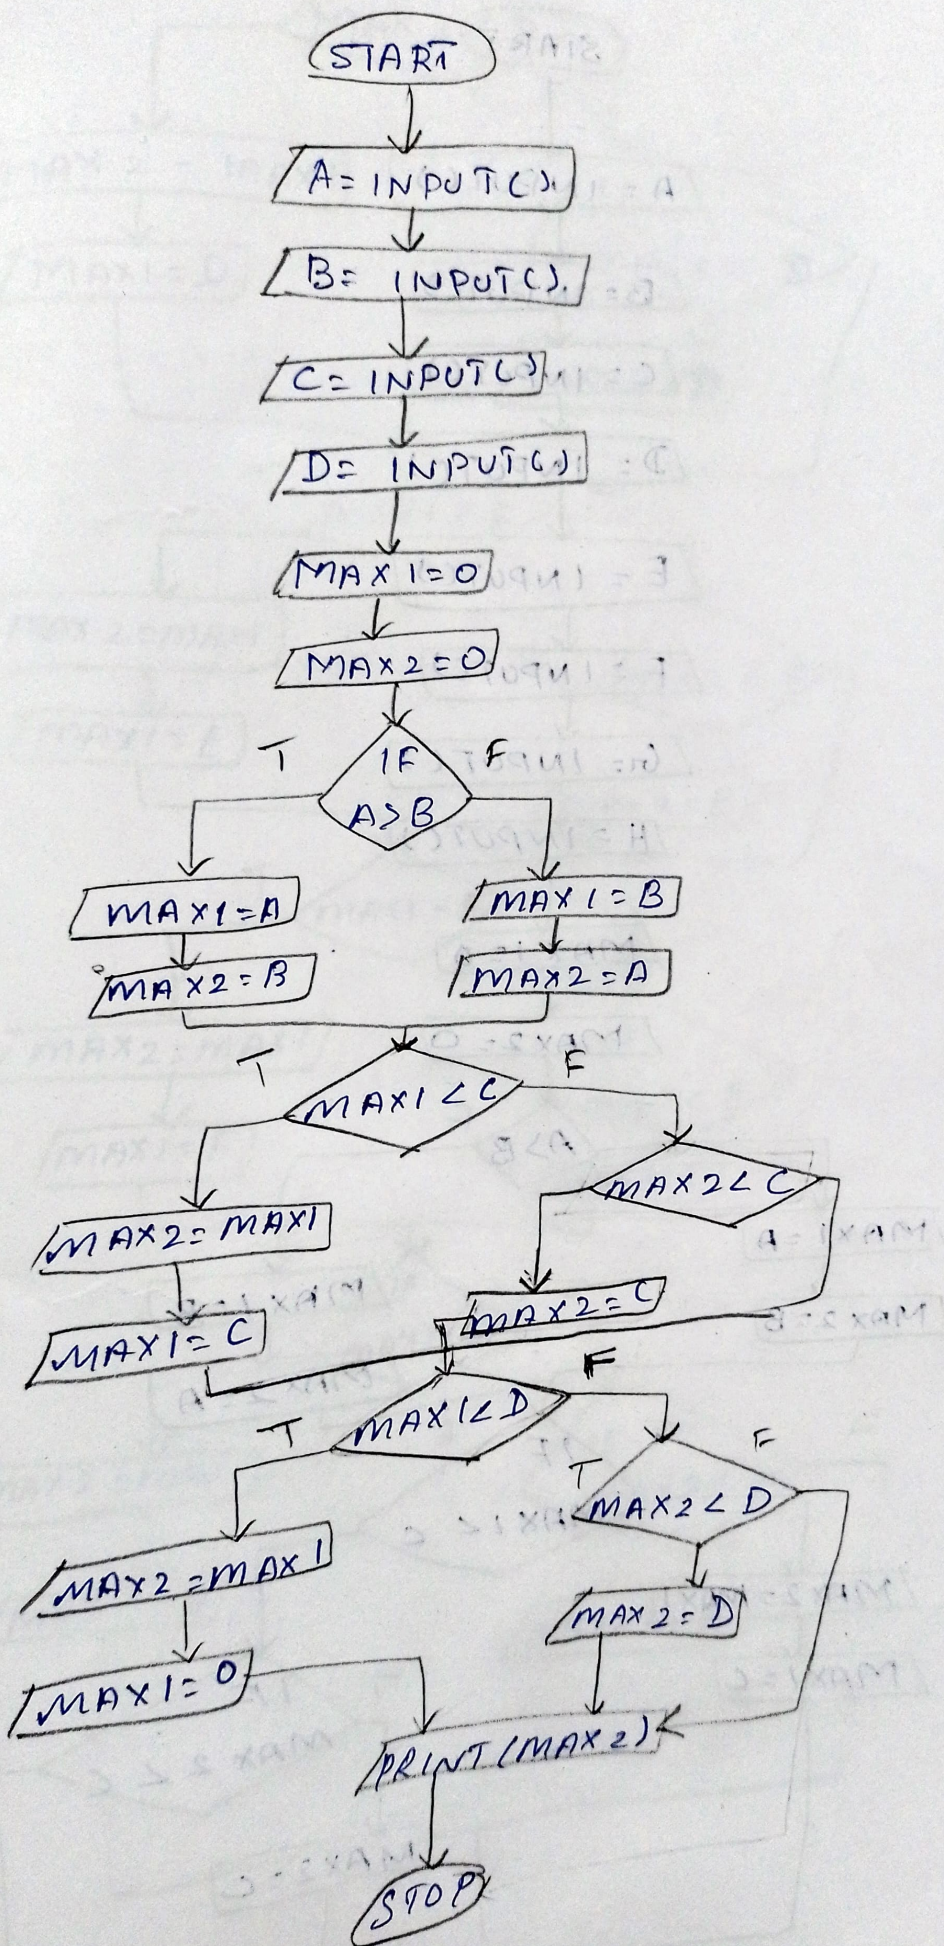 START
A= INPUT().
B= INPUT().
C= INPUT()
D= INPUT()
MAX1=0
MAX2=0
T
IF
F
A>B
MAX1=A
MAX1=B
MAX2=B
MAX2=A
T
F
MAX1<C
MAX2<C
MAX2=MAX1
MAX2=C
MAX1=C
F
T
MAX1<D
F
T
MAX2<D
MAX2=MAX1
MAX2=D
MAX1=0
PRINT(MAX2)
STOP